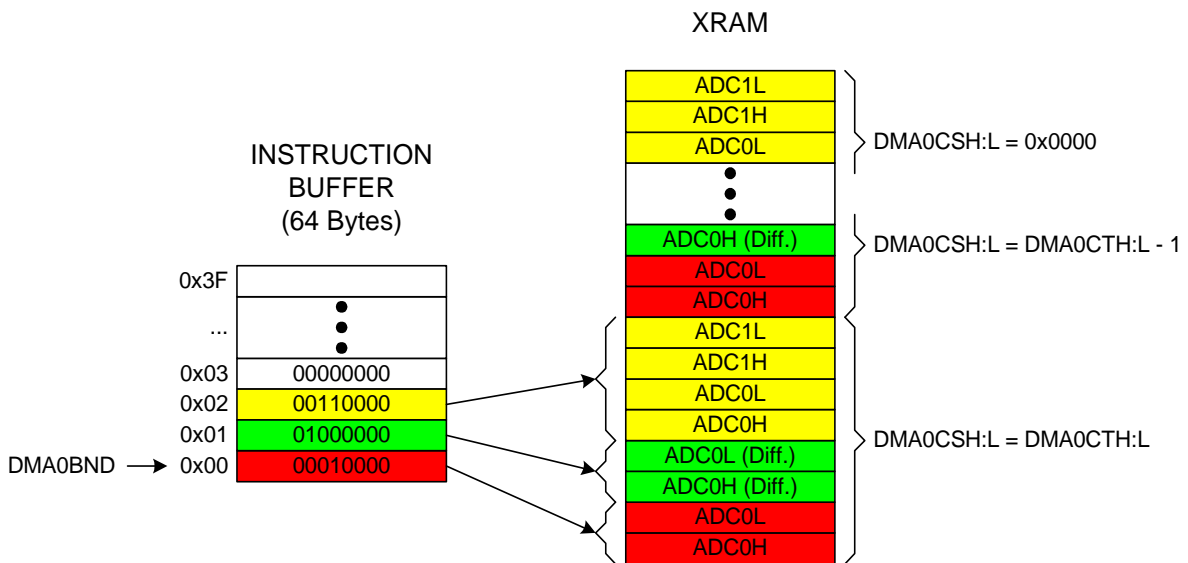 XRAM
ADC1L
ADC1H
ADC0L
DMA0CSH:L = 0x0000
INSTRUCTION
BUFFER
(64 Bytes)
ADC0H (Diff.)
DMA0CSH:L = DMA0CTH:L - 1
ADC0L
ADC0H
0x3F
...
ADC1L
ADC1H
ADC0L
ADC0H
DMA0CSH:L = DMA0CTH:L
ADC0L (Diff.)
ADC0H (Diff.)
ADC0L
ADC0H
0x03 00000000
0x02 00110000
0x01 01000000
DMA0BND 0x00 00010000